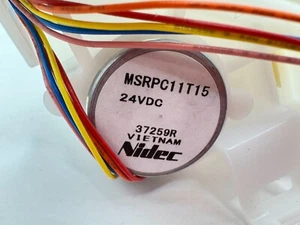 MSRPC11T15
24VDC
37259R
VIETNAM
Nidec